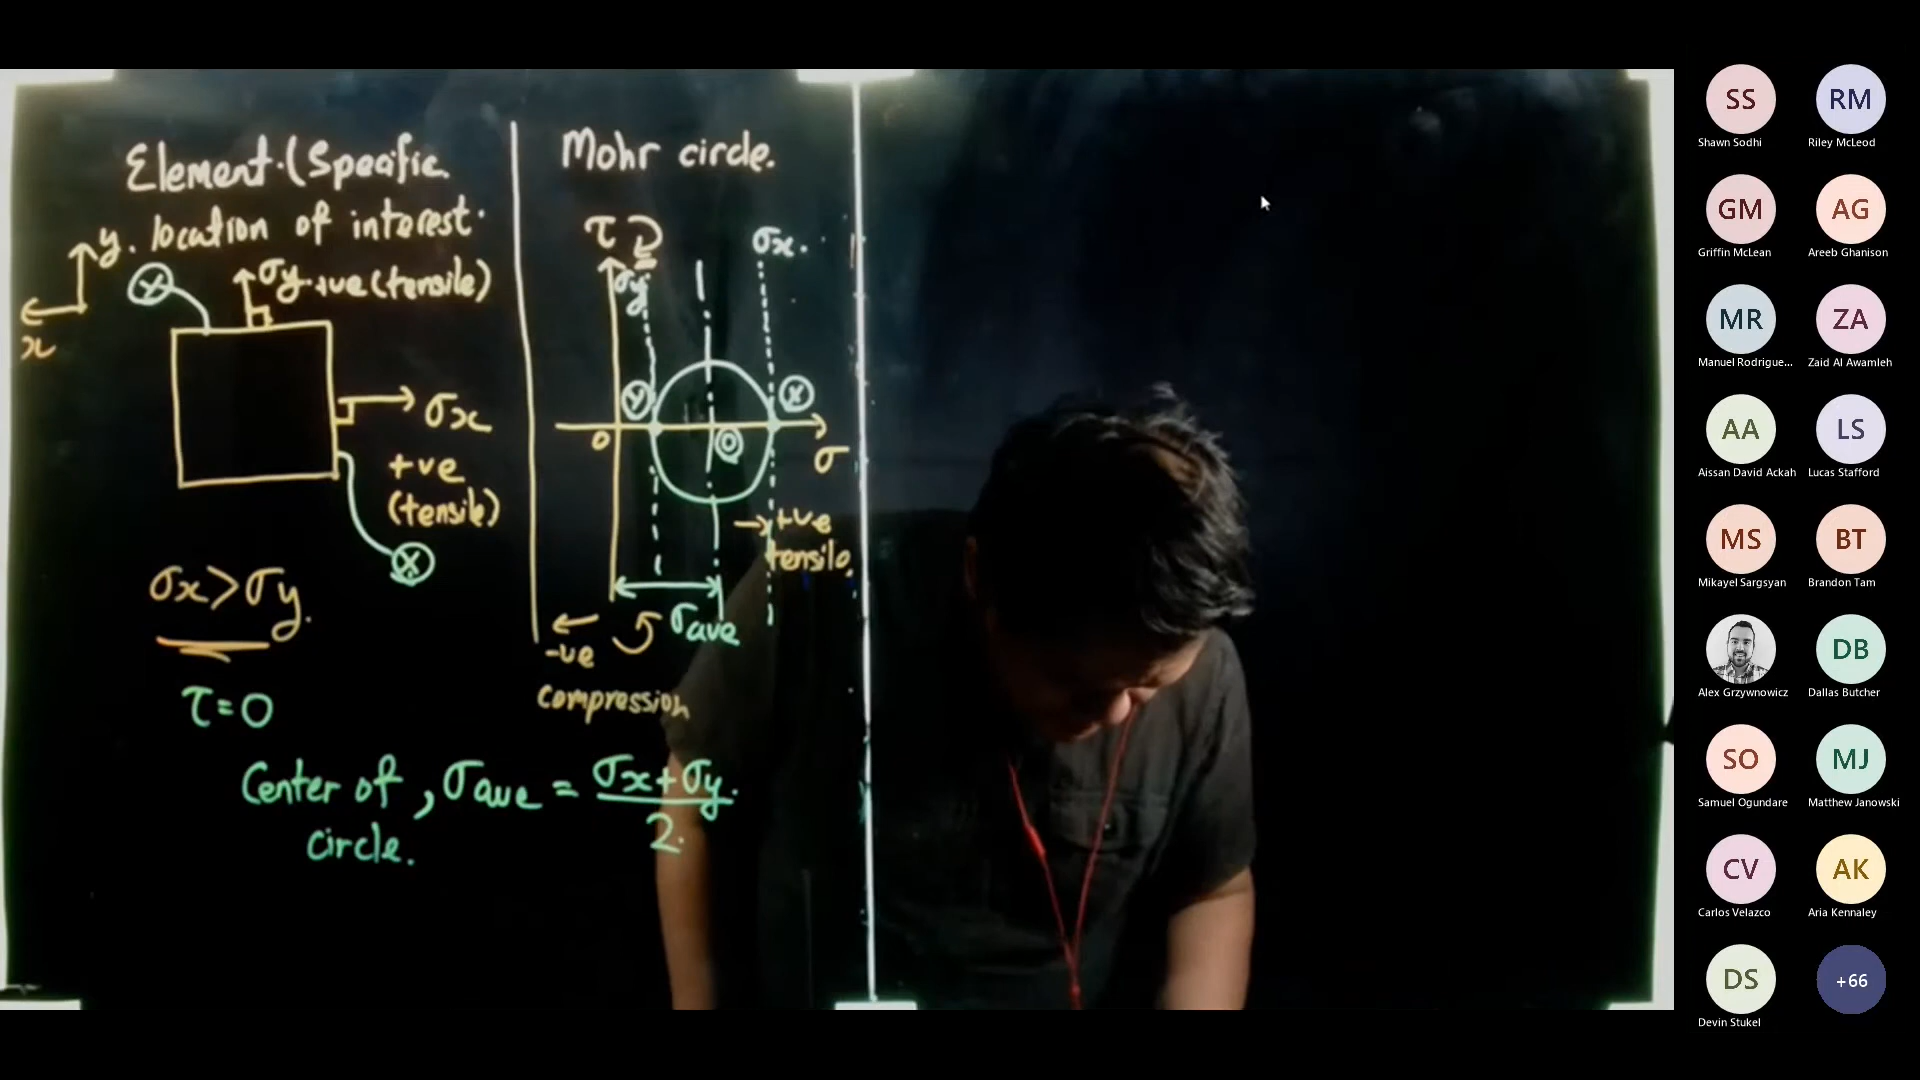 Element.(Specific.
location of interest.
y.
x
Y
σy +ve (tensile)
σx
+ve
(tensile)
X
σx > σy.
τ = 0
Center of , σave = σx + σy.
circle. 2.
Mohr circle.
τ
σy
σx.
Y
X
0
O
σ
→ +ve
tensile.
σave
←
-ve
compression
SS
Shawn Sodhi
RM
Riley McLeod
GM
Griffin McLean
AG
Areeb Ghanison
MR
Manuel Rodrigue...
ZA
Zaid Al Awamleh
AA
Aissan David Ackah
LS
Lucas Stafford
MS
Mikayel Sargsyan
BT
Brandon Tam
Alex Grzywnowicz
DB
Dallas Butcher
SO
Samuel Ogundare
MJ
Matthew Janowski
CV
Carlos Velazco
AK
Aria Kennaley
DS
Devin Stukel
+66